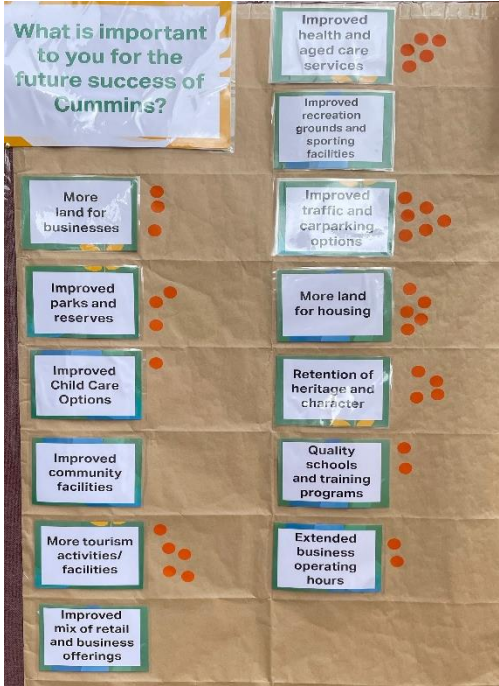 What is important
to you for the
future success of
Cummins?
More
land for
businesses
Improved
parks and
reserves
Improved
Child Care
Options
Improved
community
facilities
More tourism
activities/
facilities
Improved
mix of retail
and business
offerings
Improved
health and
aged care
services
Improved
recreation
grounds and
sporting
facilities
Improved
traffic and
carparking
options
More land
for housing
Retention of
heritage and
character
Quality
schools
and training
programs
Extended
business
operating
hours